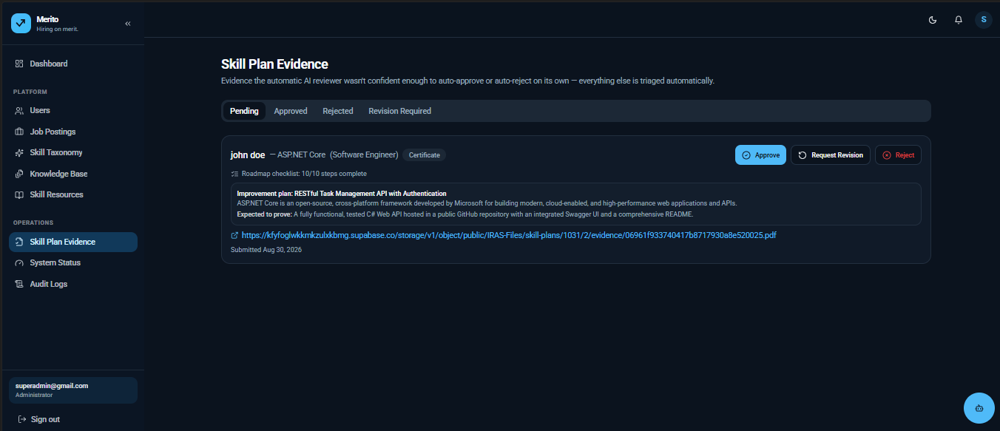 Merito
Hiring on merit.
«
S
Dashboard
PLATFORM
Users
Job Postings
Skill Taxonomy
Knowledge Base
Skill Resources
OPERATIONS
Skill Plan Evidence
System Status
Audit Logs
superadmin@gmail.com
Administrator
Sign out
Skill Plan Evidence
Evidence the automatic AI reviewer wasn't confident enough to auto-approve or auto-reject on its own — everything else is triaged automatically.
Pending Approved Rejected Revision Required
john doe — ASP.NET Core (Software Engineer) Certificate Approve Request Revision Reject
Roadmap checklist: 10/10 steps complete
Improvement plan: RESTful Task Management API with Authentication
ASP.NET Core is an open-source, cross-platform framework developed by Microsoft for building modern, cloud-enabled, and high-performance web applications and APIs.
Expected to prove: A fully functional, tested C# Web API hosted in a public GitHub repository with an integrated Swagger UI and a comprehensive README.
https://kfyfoglwkkmkzulxkbmg.supabase.co/storage/v1/object/public/IRAS-Files/skill-plans/1031/2/evidence/06961f933740417b8717930a8e520025.pdf
Submitted Aug 30, 2026